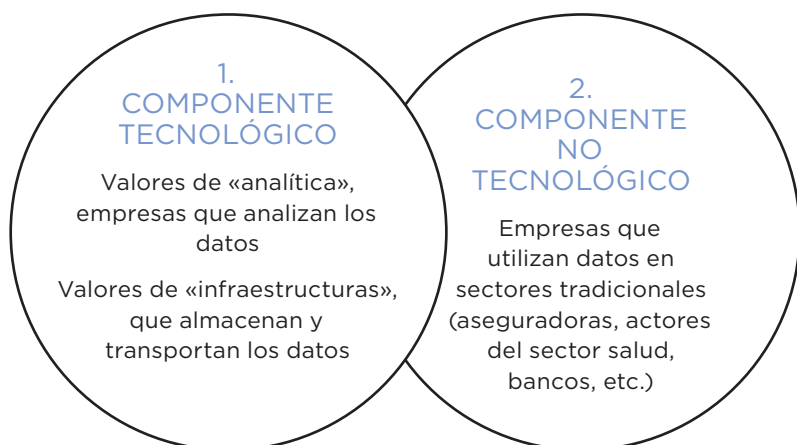 1.
COMPONENTE
TECNOLÓGICO
Valores de «analítica»,
empresas que analizan los
datos
Valores de «infraestructuras»,
que almacenan y
transportan los datos
2.
COMPONENTE
NO
TECNOLÓGICO
Empresas que
utilizan datos en
sectores tradicionales
(aseguradoras, actores
del sector salud,
bancos, etc.)